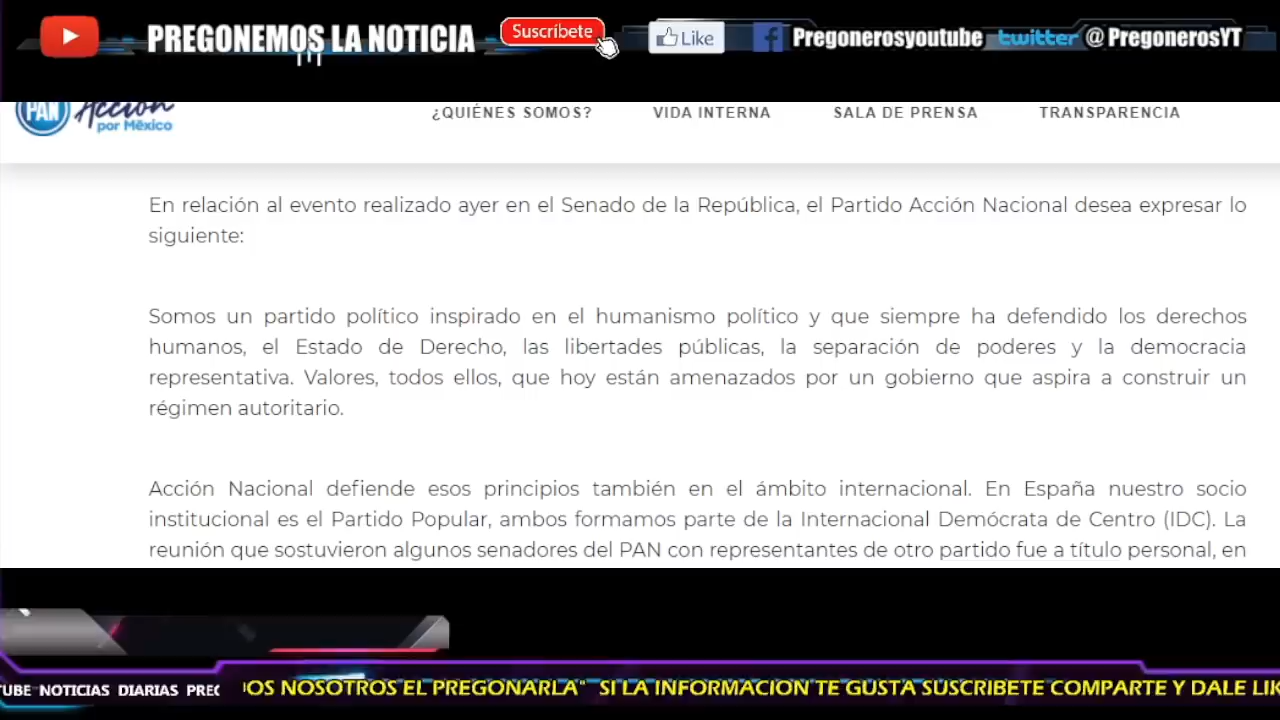 PREGONEMOS LA NOTICIA Suscríbete Like Pregonerosyoutube twitter @PregonerosYT
PAN Acción
por México
¿QUIÉNES SOMOS? VIDA INTERNA SALA DE PRENSA TRANSPARENCIA
En relación al evento realizado ayer en el Senado de la República, el Partido Acción Nacional desea expresar lo
siguiente:
Somos un partido político inspirado en el humanismo político y que siempre ha defendido los derechos
humanos, el Estado de Derecho, las libertades públicas, la separación de poderes y la democracia
representativa. Valores, todos ellos, que hoy están amenazados por un gobierno que aspira a construir un
régimen autoritario.
Acción Nacional defiende esos principios también en el ámbito internacional. En España nuestro socio
institucional es el Partido Popular, ambos formamos parte de la Internacional Demócrata de Centro (IDC). La
reunión que sostuvieron algunos senadores del PAN con representantes de otro partido fue a título personal, en
TUBE NOTICIAS DIARIAS PREG
OS NOSOTROS EL PREGONARLA" SI LA INFORMACION TE GUSTA SUSCRIBETE COMPARTE Y DALE LIK